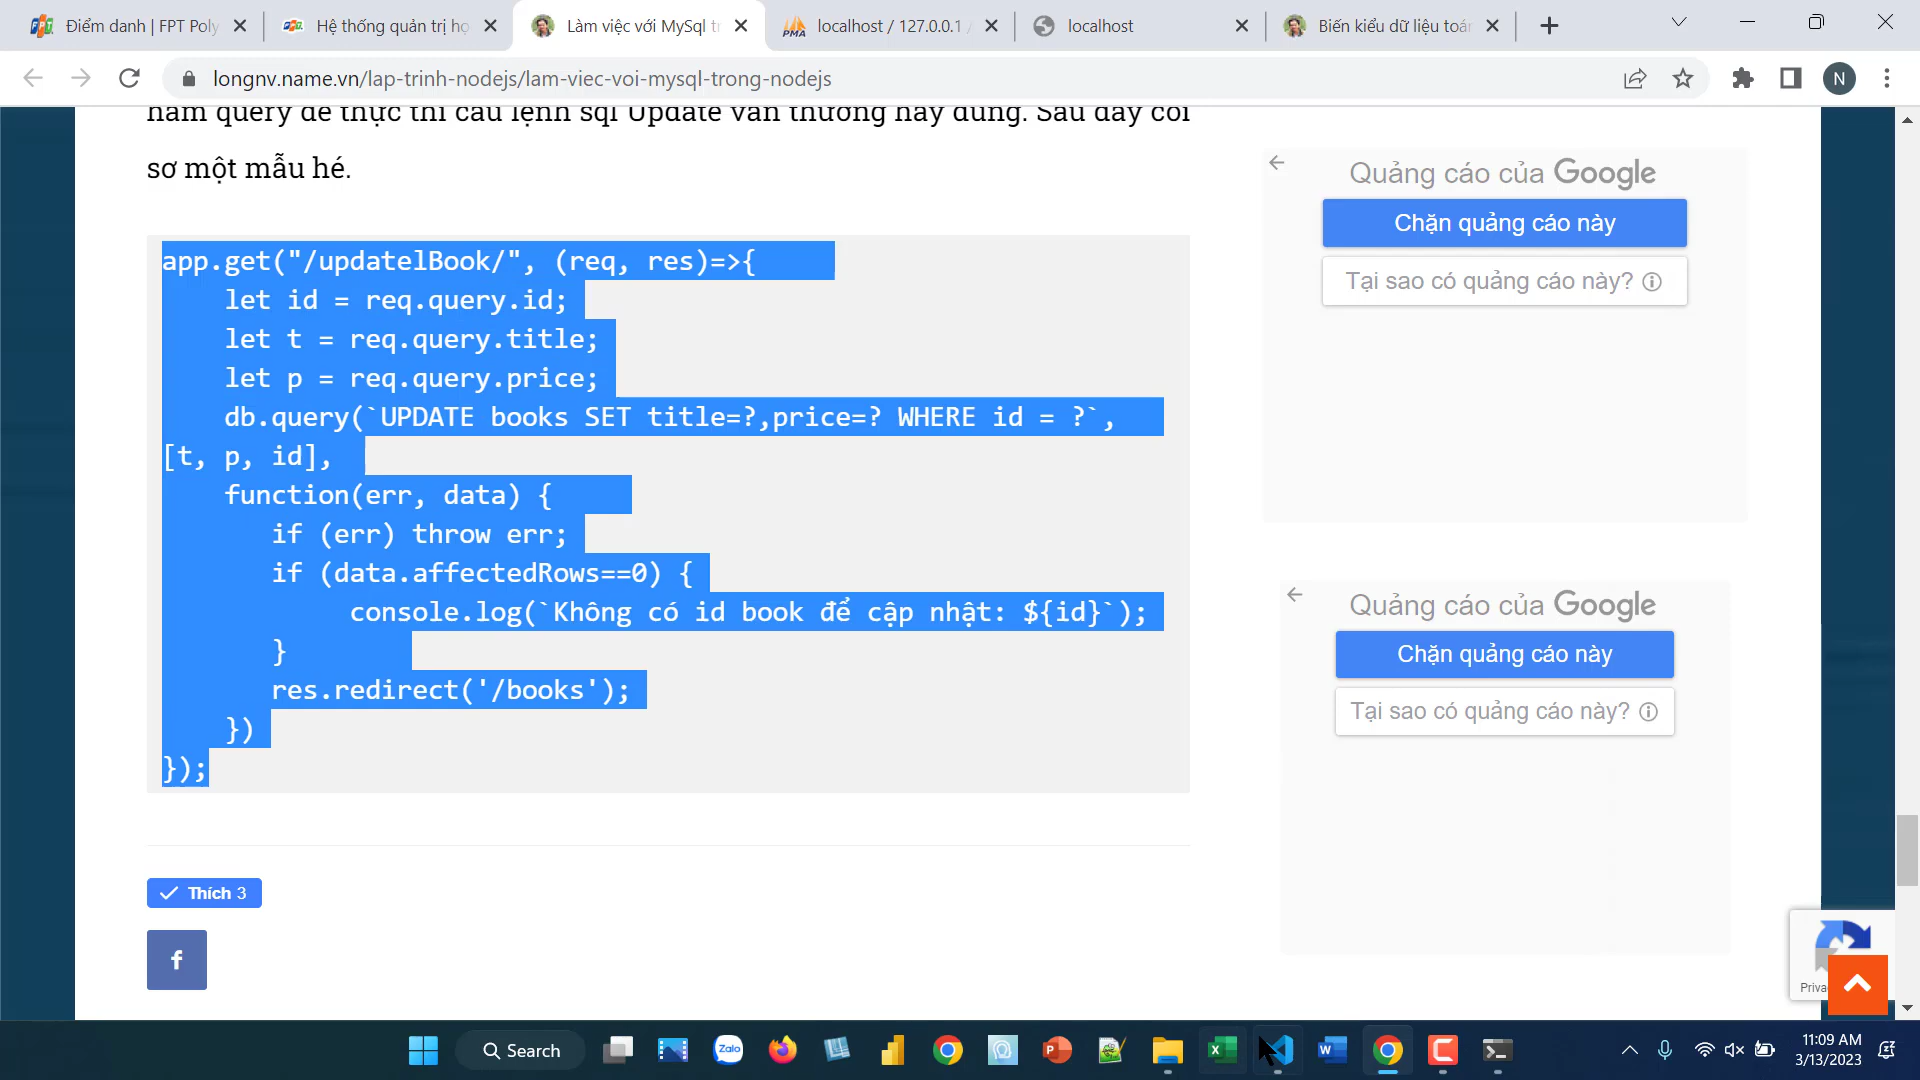 Điểm danh | FPT Poly
Hệ thống quản trị họ
Làm việc với MySql tr
localhost / 127.0.0.1 /
localhost
Biến kiểu dữ liệu toán
longnv.name.vn/lap-trinh-nodejs/lam-viec-voi-mysql-trong-nodejs
N
hàm query để thực thi câu lệnh sql Update vẫn thường hay dùng. Sau đây coi
sơ một mẫu hé.
app.get("/updatelBook/", (req, res)=>{
let id = req.query.id;
let t = req.query.title;
let p = req.query.price;
db.query(`UPDATE books SET title=?,price=? WHERE id = ?`,
[t, p, id],
function(err, data) {
if (err) throw err;
if (data.affectedRows==0) {
console.log(`Không có id book để cập nhật: ${id}`);
}
res.redirect('/books');
})
});
Thích 3
f
Quảng cáo của Google
Chặn quảng cáo này
Tại sao có quảng cáo này?
Quảng cáo của Google
Chặn quảng cáo này
Tại sao có quảng cáo này?
Search
Zalo
11:09 AM
3/13/2023